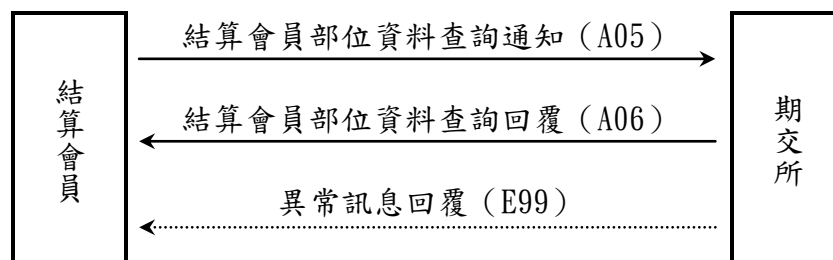 結算會員部位資料查詢通知（A05）
結算會員
結算會員部位資料查詢回覆（A06）
期交所
異常訊息回覆（E99）